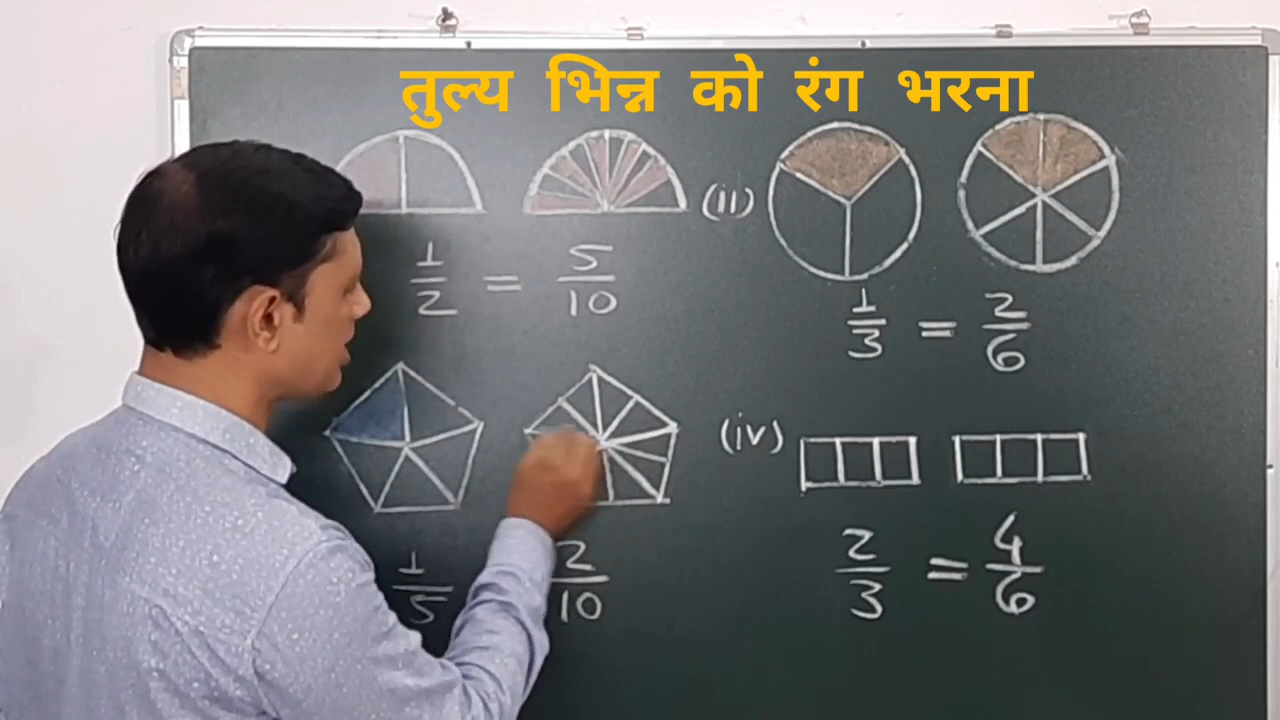 तुल्य भिन्न को रंग भरना
1/2 = 5/10
(ii)
1/3 = 2/6
1/5 2/10
(iv)
2/3 = 4/6